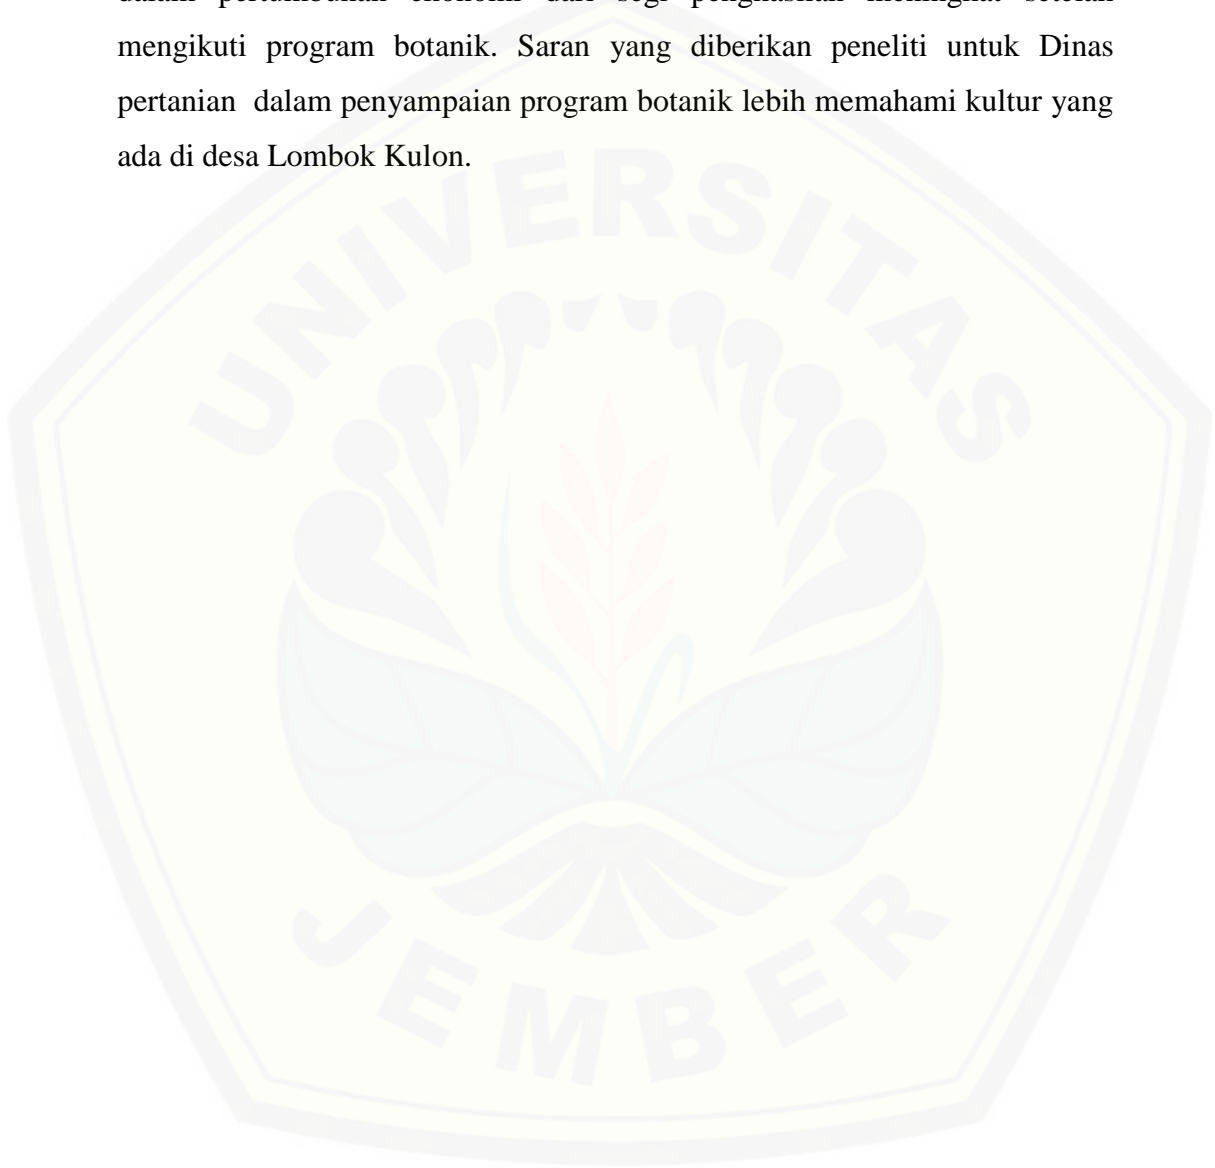 dalam pertumbuhan ekonomi dari segi penghasilan meningkat setelah
mengikuti program botanik. Saran yang diberikan peneliti untuk Dinas
pertanian dalam penyampaian program botanik lebih memahami kultur yang
ada di desa Lombok Kulon.
UNIVERSITAS
JEMBER